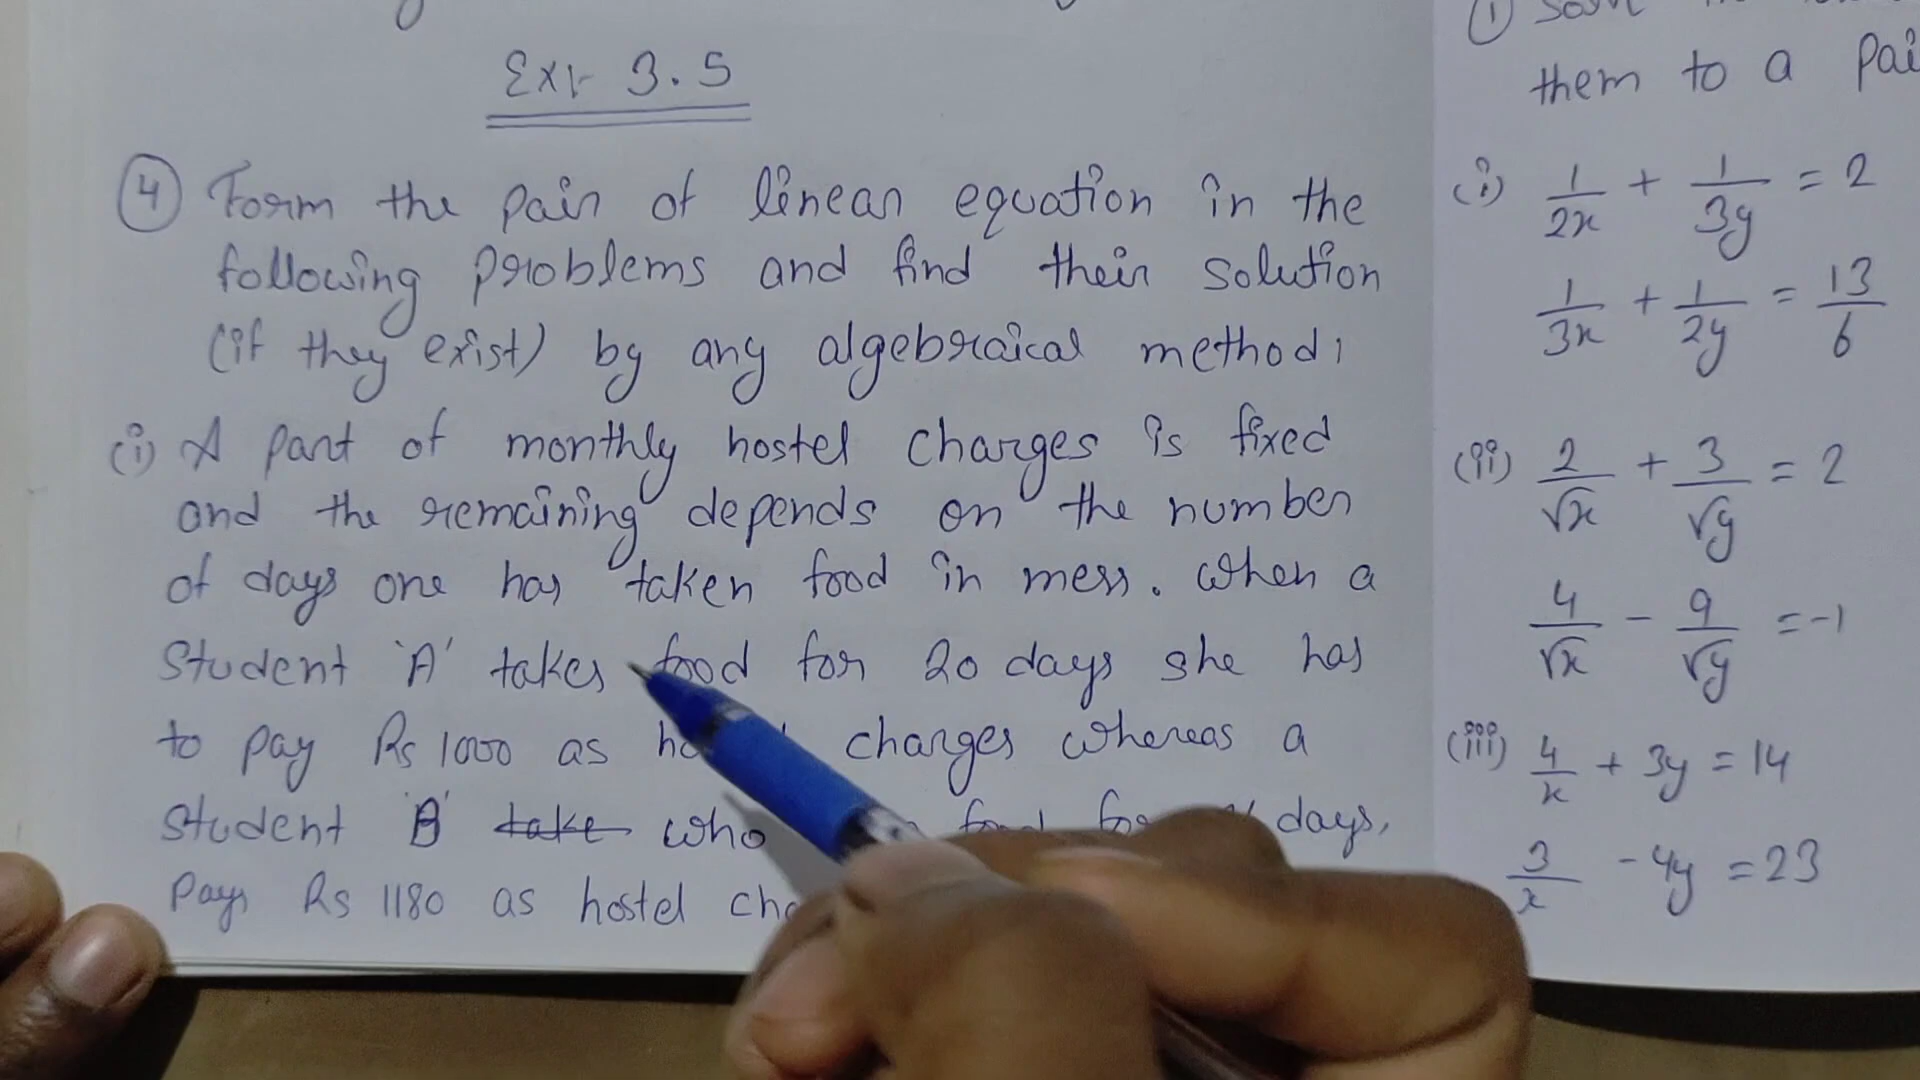 Ex:- 3.5
(4) Form the pair of linear equation in the
following problems and find their solution
(if they exist) by any algebraical method:
(i) A part of monthly hostel charges is fixed
and the remaining depends on the number
of days one has taken food in mess. When a
Student 'A' takes food for 20 days she has
to pay Rs 1000 as charges whereas a
Student 'B' take who food for days,
Pays Rs 1180 as hostel
(1)
them to a
(i) 1/2x + 1/3y = 2
1/3x + 1/2y = 13/6
(ii) 2/√x + 3/√y = 2
4/√x - 9/√y = -1
(iii) 4/x + 3y = 14
3/x - 4y = 23